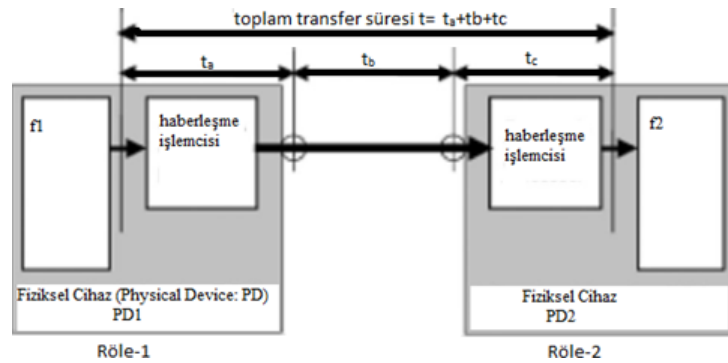 toplam transfer süresi t= ta+tb+tc
ta
tb
tc
f1
haberleşme
işlemcisi
haberleşme
işlemcisi
f2
Fiziksel Cihaz (Physical Device: PD)
PD1
Fiziksel Cihaz
PD2
Röle-1
Röle-2